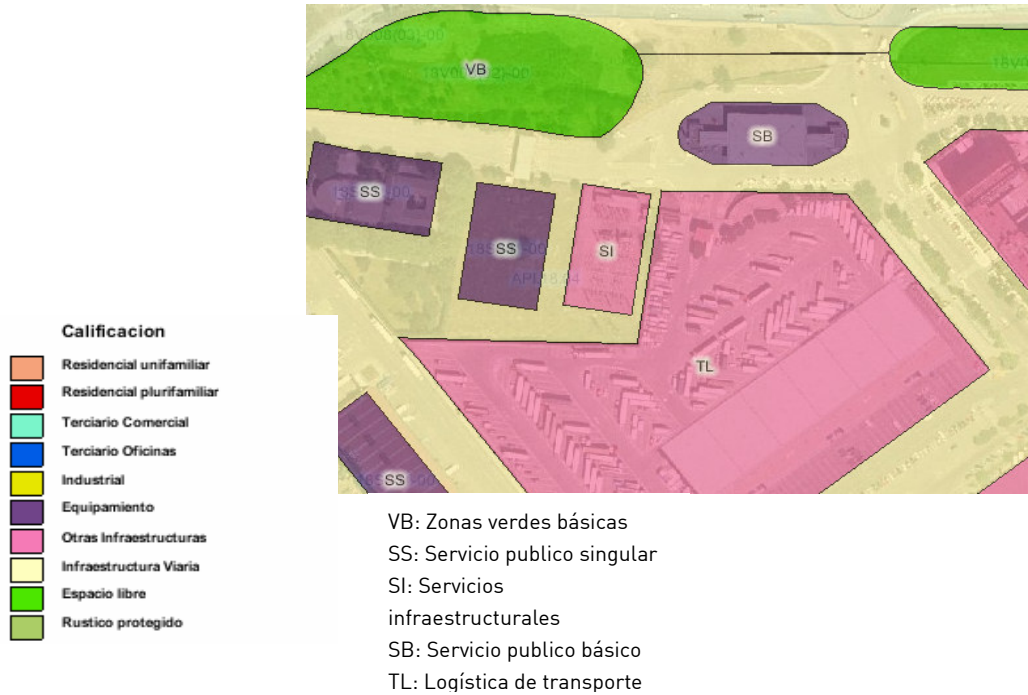 VB
SB
SS
SS
SI
TL
SS
Calificacion
Residencial unifamiliar
Residencial plurifamiliar
Terciario Comercial
Terciario Oficinas
Industrial
Equipamiento
Otras Infraestructuras
Infraestructura Viaria
Espacio libre
Rustico protegido
VB: Zonas verdes básicas
SS: Servicio publico singular
SI: Servicios
infraestructurales
SB: Servicio publico básico
TL: Logística de transporte